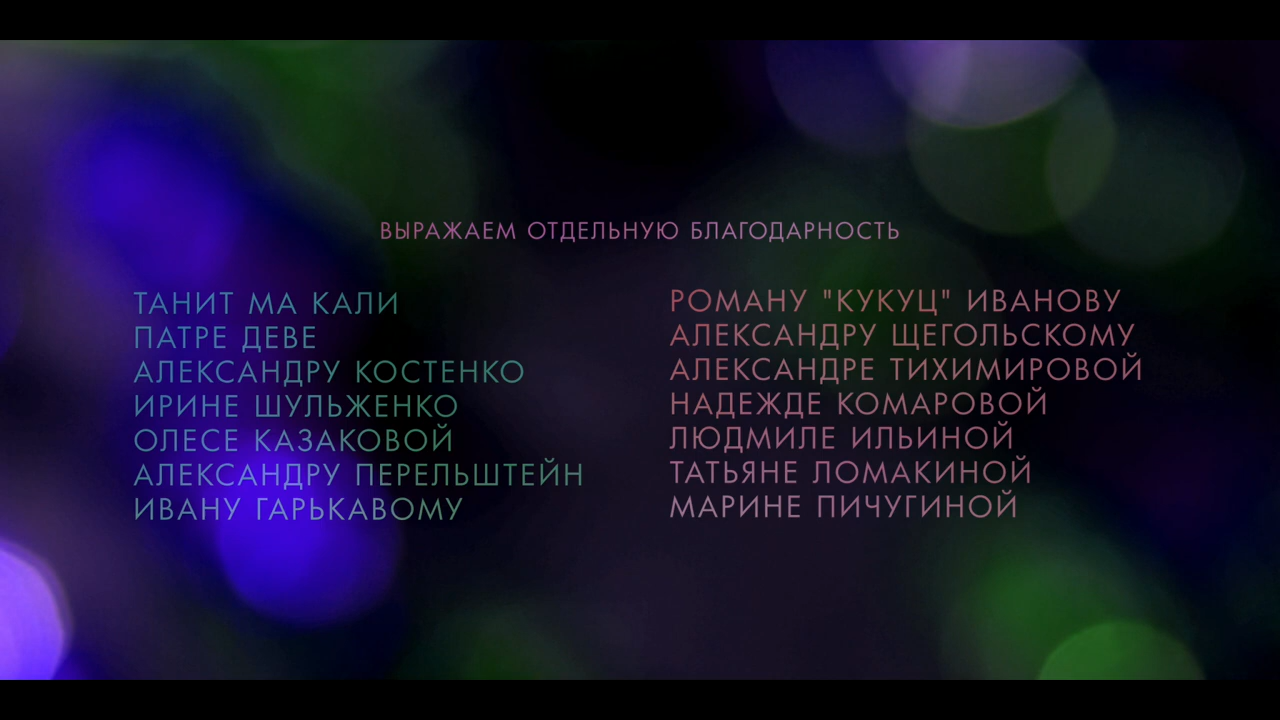 ВЫРАЖАЕМ ОТДЕЛЬНУЮ БЛАГОДАРНОСТЬ
ТАНИТ МА КАЛИ
ПАТРЕ ДЕВЕ
АЛЕКСАНДРУ КОСТЕНКО
ИРИНЕ ШУЛЬЖЕНКО
ОЛЕСЕ КАЗАКОВОЙ
АЛЕКСАНДРУ ПЕРЕЛЬШТЕЙН
ИВАНУ ГАРЬКАВОМУ
РОМАНУ "КУКУЦ" ИВАНОВУ
АЛЕКСАНДРУ ЩЕГОЛЬСКОМУ
АЛЕКСАНДРЕ ТИХИМИРОВОЙ
НАДЕЖДЕ КОМАРОВОЙ
ЛЮДМИЛЕ ИЛЬИНОЙ
ТАТЬЯНЕ ЛОМАКИНОЙ
МАРИНЕ ПИЧУГИНОЙ